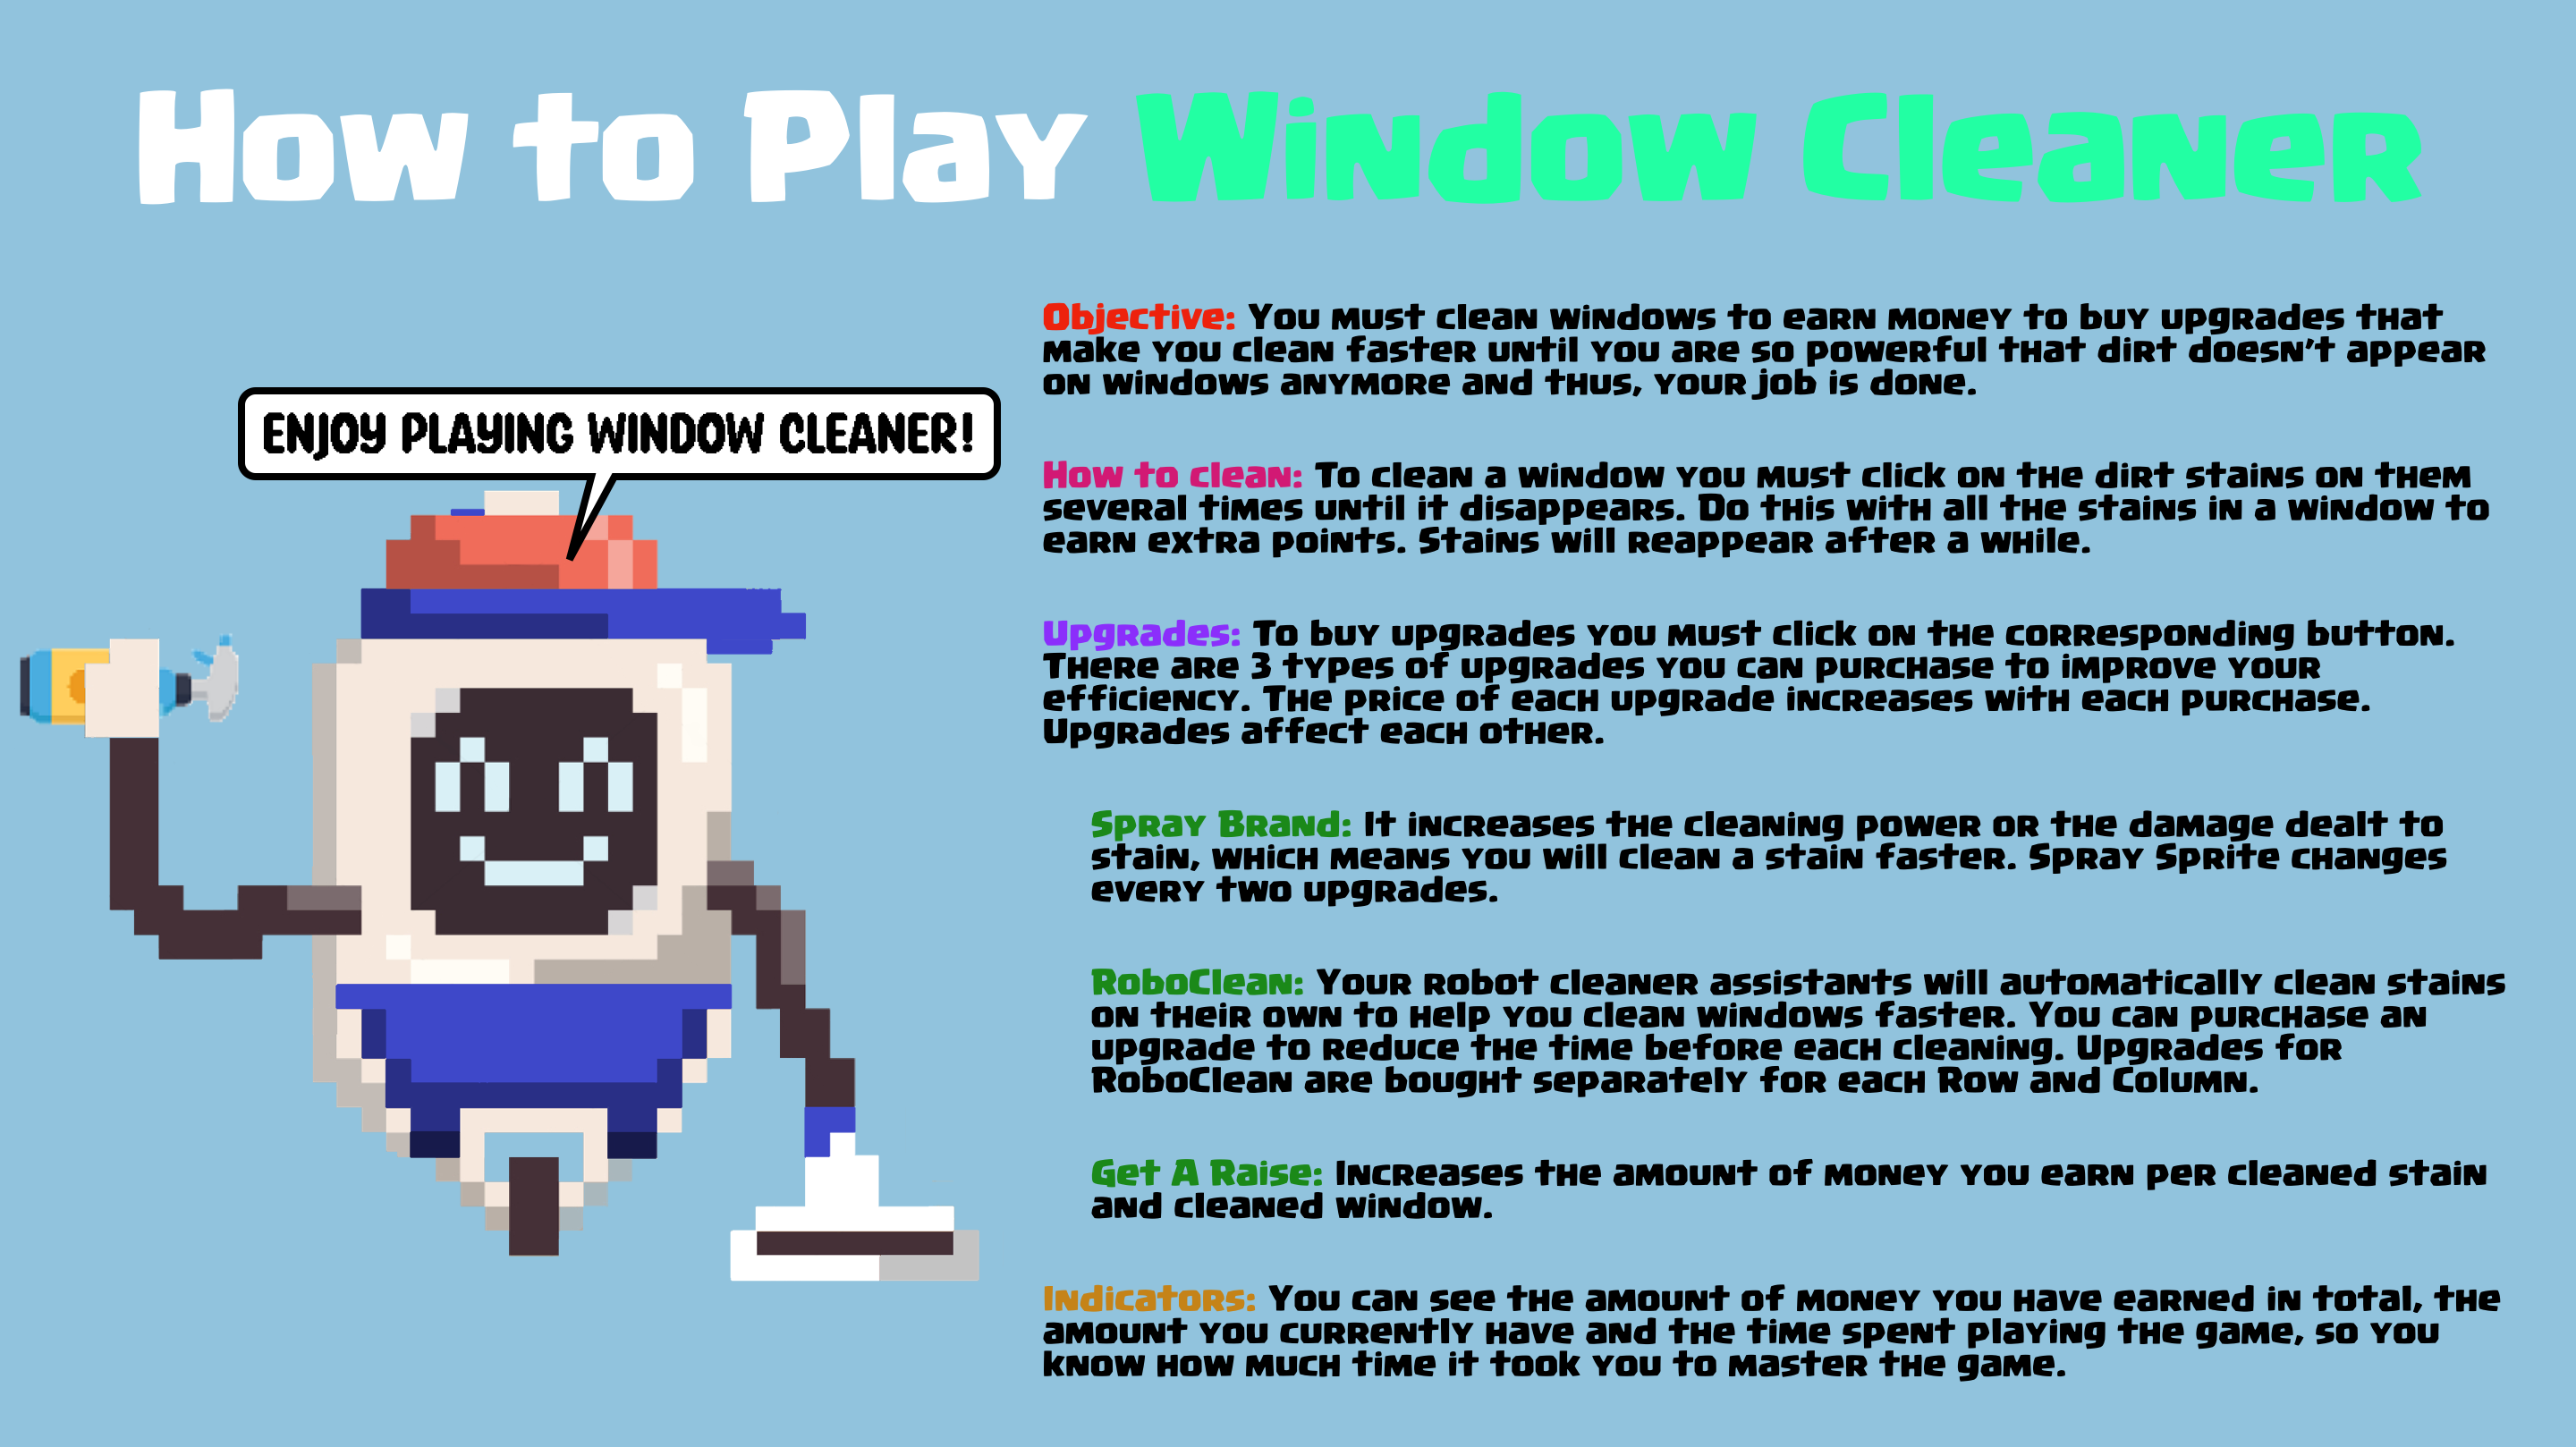 How to Play Window Cleaner
ENJOY PLAYING WINDOW CLEANER!
Objective: You must clean windows to earn money to buy upgrades that
make you clean faster until you are so powerful that dirt doesn't appear
on windows anymore and thus, your job is done.
How to clean: To clean a window you must click on the dirt stains on them
several times until it disappears. Do this with all the stains in a window to
earn extra points. Stains will reappear after a while.
Upgrades: To buy upgrades you must click on the corresponding button.
There are 3 types of upgrades you can purchase to improve your
efficiency. The price of each upgrade increases with each purchase.
Upgrades affect each other.
Spray Brand: It increases the cleaning power or the damage dealt to
stain, which means you will clean a stain faster. Spray Sprite changes
every two upgrades.
RoboClean: Your robot cleaner assistants will automatically clean stains
on their own to help you clean windows faster. You can purchase an
upgrade to reduce the time before each cleaning. Upgrades for
RoboClean are bought separately for each Row and Column.
Get A Raise: Increases the amount of money you earn per cleaned stain
and cleaned window.
Indicators: You can see the amount of money you have earned in total, the
amount you currently have and the time spent playing the game, so you
know how much time it took you to master the game.